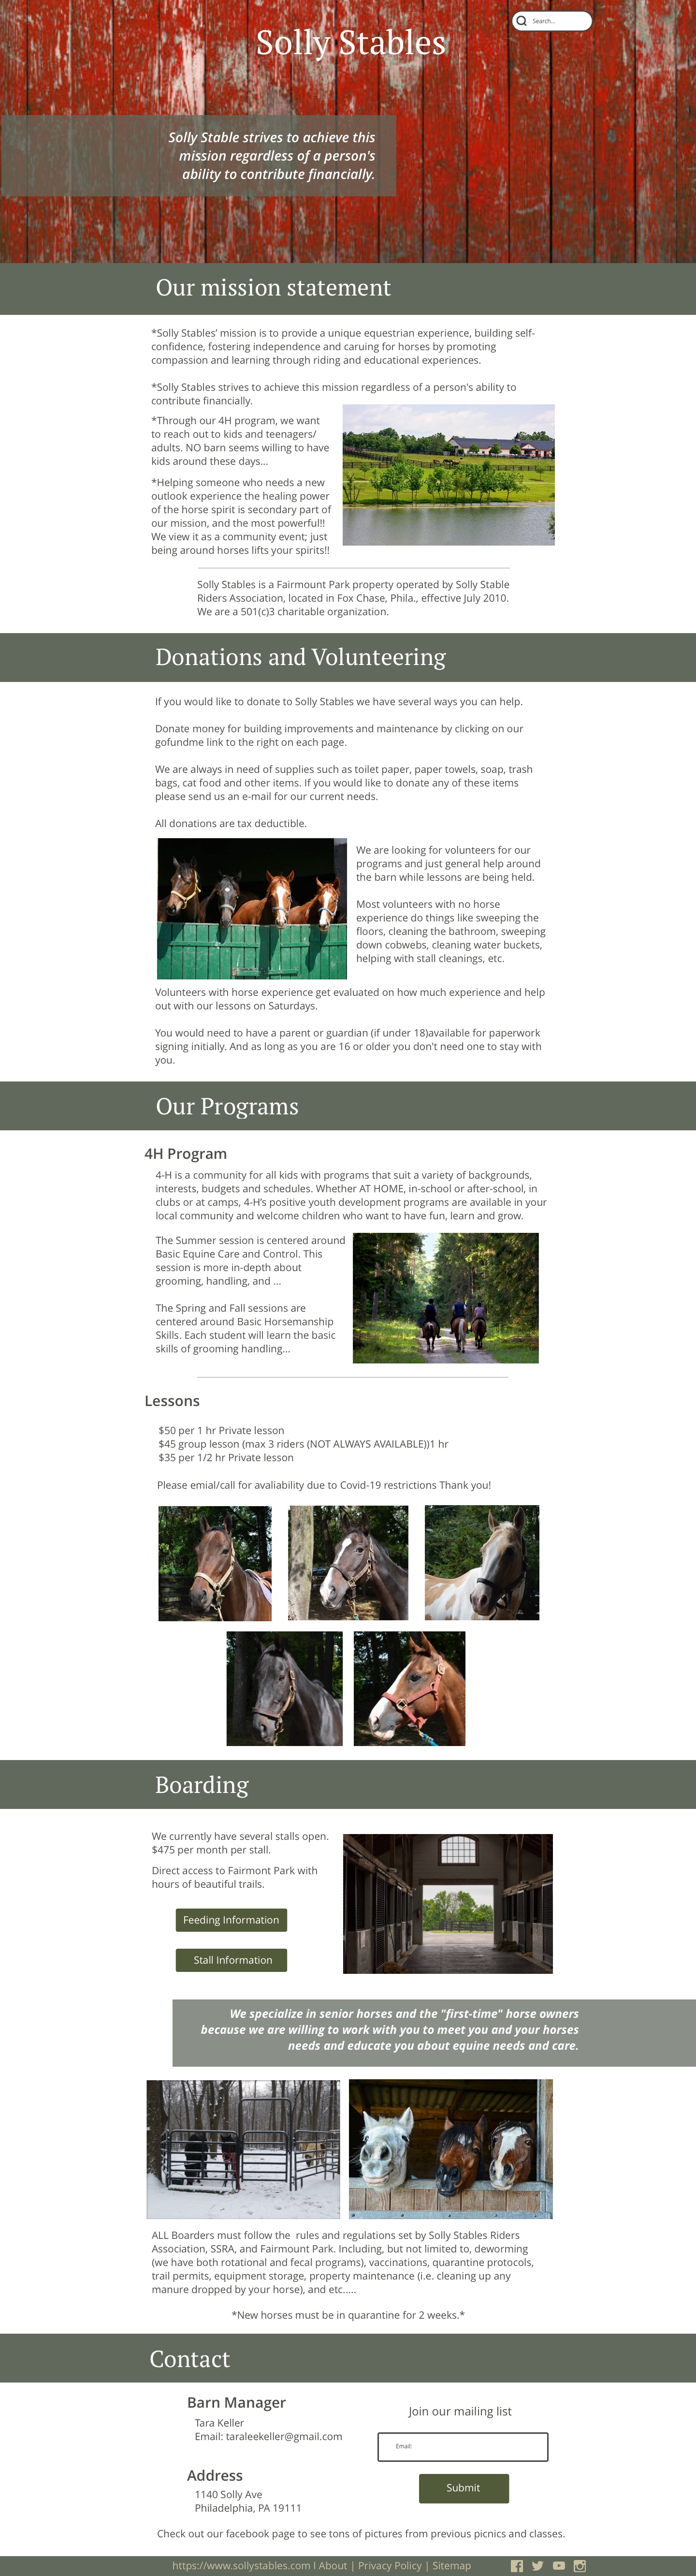 Search...
Solly Stables
Solly Stable strives to achieve this
mission regardless of a person's
ability to contribute financially.
Our mission statement
*Solly Stables’ mission is to provide a unique equestrian experience, building self-
confidence, fostering independence and caruing for horses by promoting
compassion and learning through riding and educational experiences.
*Solly Stables strives to achieve this mission regardless of a person's ability to
contribute financially.
*Through our 4H program, we want
to reach out to kids and teenagers/
adults. NO barn seems willing to have
kids around these days...
*Helping someone who needs a new
outlook experience the healing power
of the horse spirit is secondary part of
our mission, and the most powerful!!
We view it as a community event; just
being around horses lifts your spirits!!
Solly Stables is a Fairmount Park property operated by Solly Stable
Riders Association, located in Fox Chase, Phila., effective July 2010.
We are a 501(c)3 charitable organization.
Donations and Volunteering
If you would like to donate to Solly Stables we have several ways you can help.
Donate money for building improvements and maintenance by clicking on our
gofundme link to the right on each page.
We are always in need of supplies such as toilet paper, paper towels, soap, trash
bags, cat food and other items. If you would like to donate any of these items
please send us an e-mail for our current needs.
All donations are tax deductible.
We are looking for volunteers for our
programs and just general help around
the barn while lessons are being held.
Most volunteers with no horse
experience do things like sweeping the
floors, cleaning the bathroom, sweeping
down cobwebs, cleaning water buckets,
helping with stall cleanings, etc.
Volunteers with horse experience get evaluated on how much experience and help
out with our lessons on Saturdays.
You would need to have a parent or guardian (if under 18)available for paperwork
signing initially. And as long as you are 16 or older you don't need one to stay with
you.
Our Programs
4H Program
4-H is a community for all kids with programs that suit a variety of backgrounds,
interests, budgets and schedules. Whether AT HOME, in-school or after-school, in
clubs or at camps, 4-H's positive youth development programs are available in your
local community and welcome children who want to have fun, learn and grow.
The Summer session is centered around
Basic Equine Care and Control. This
session is more in-depth about
grooming, handling, and ...
The Spring and Fall sessions are
centered around Basic Horsemanship
Skills. Each student will learn the basic
skills of grooming handling...
Lessons
$50 per 1 hr Private lesson
$45 group lesson (max 3 riders (NOT ALWAYS AVAILABLE))1 hr
$35 per 1/2 hr Private lesson
Please emial/call for avaliability due to Covid-19 restrictions Thank you!
Boarding
We currently have several stalls open.
$475 per month per stall.
Direct access to Fairmont Park with
hours of beautiful trails.
Feeding Information
Stall Information
We specialize in senior horses and the "first-time" horse owners
because we are willing to work with you to meet you and your horses
needs and educate you about equine needs and care.
ALL Boarders must follow the rules and regulations set by Solly Stables Riders
Association, SSRA, and Fairmount Park. Including, but not limited to, deworming
(we have both rotational and fecal programs), vaccinations, quarantine protocols,
trail permits, equipment storage, property maintenance (i.e. cleaning up any
manure dropped by your horse), and etc.....
*New horses must be in quarantine for 2 weeks.*
Contact
Barn Manager
Tara Keller
Email: taraleekeller@gmail.com
Address
1140 Solly Ave
Philadelphia, PA 19111
Join our mailing list
Email:
Submit
Check out our facebook page to see tons of pictures from previous picnics and classes.
https://www.sollystables.com I About | Privacy Policy | Sitemap